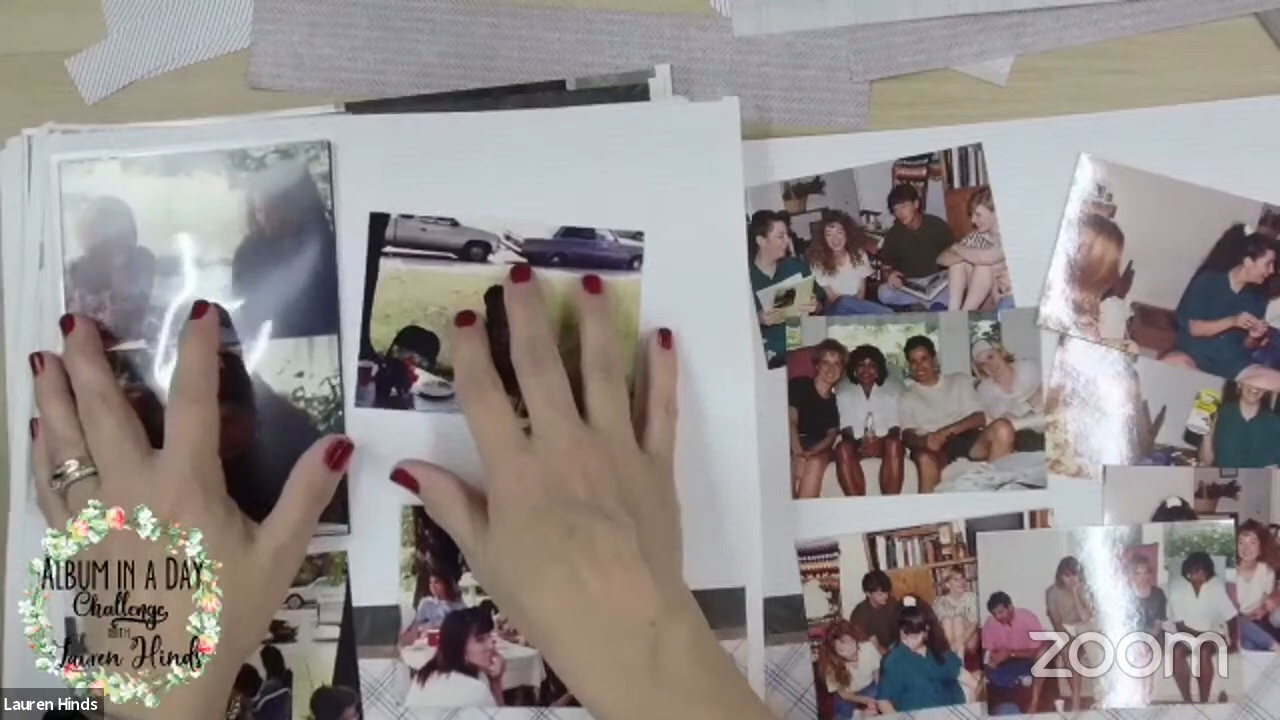 ALBUM IN A DAY
Challenge
WITH
Lauren Hinds
Lauren Hinds
zoom